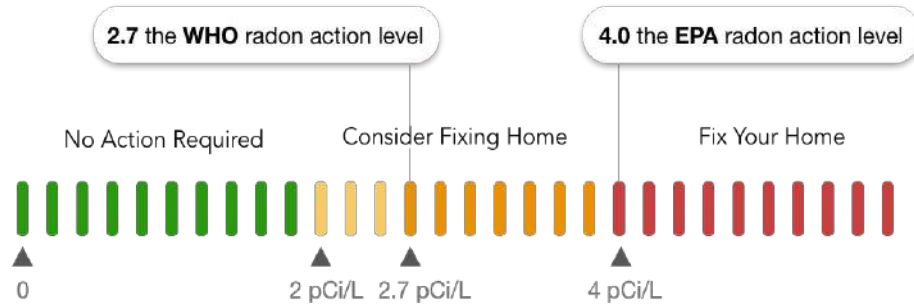 2.7 the WHO radon action level
4.0 the EPA radon action level
No Action Required
Consider Fixing Home
Fix Your Home
0
2 pCi/L
2.7 pCi/L
4 pCi/L